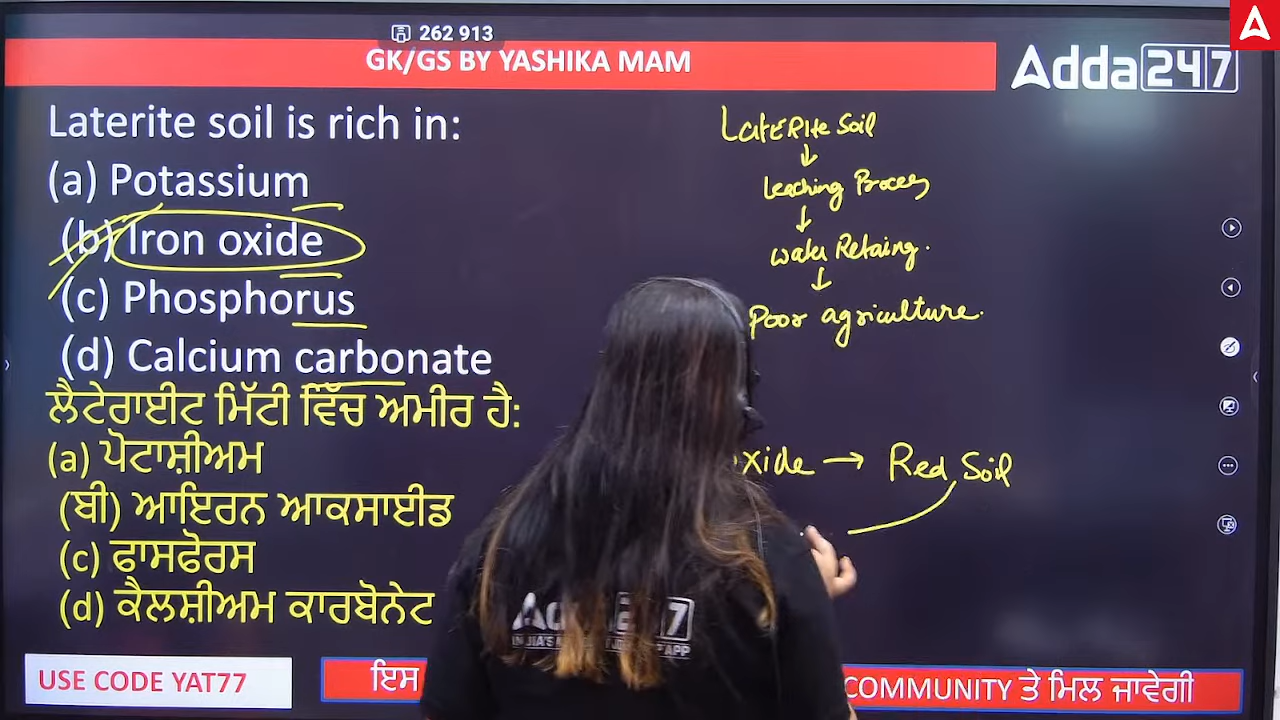 262 913
GK/GS BY YASHIKA MAM
Adda247
Laterite soil is rich in:
(a) Potassium
(b) Iron oxide
(c) Phosphorus
(d) Calcium carbonate
ਲੈਟੇਰਾਈਟ ਮਿੱਟੀ ਵਿੱਚ ਅਮੀਰ ਹੈ:
(a) ਪੋਟਾਸ਼ੀਅਮ
(ਬੀ) ਆਇਰਨ ਆਕਸਾਈਡ
(c) ਫਾਸਫੋਰਸ
(d) ਕੈਲਸ਼ੀਅਮ ਕਾਰਬੋਨੇਟ
Laterite Soil
↓
Leaching Process
↓
Water Retaing.
↓
Poor agriculture.
oxide → Red Soil
USE CODE YAT77
ਇਸ
COMMUNITY ਤੇ ਮਿਲ ਜਾਵੇਗੀ